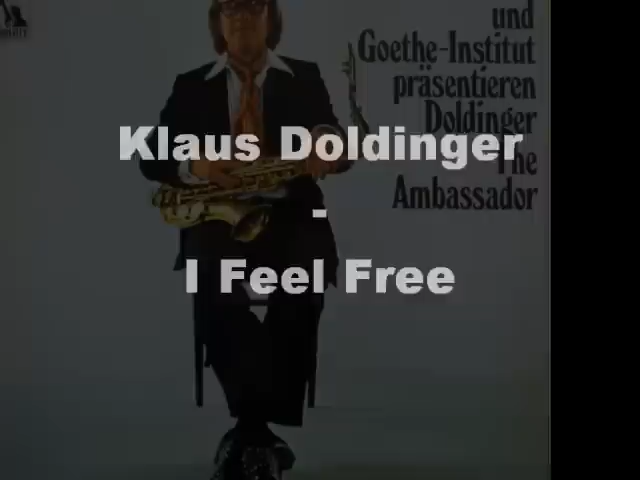 und
Goethe-Institut
präsentieren
Doldinger
The
Ambassador
Klaus Doldinger
-
I Feel Free